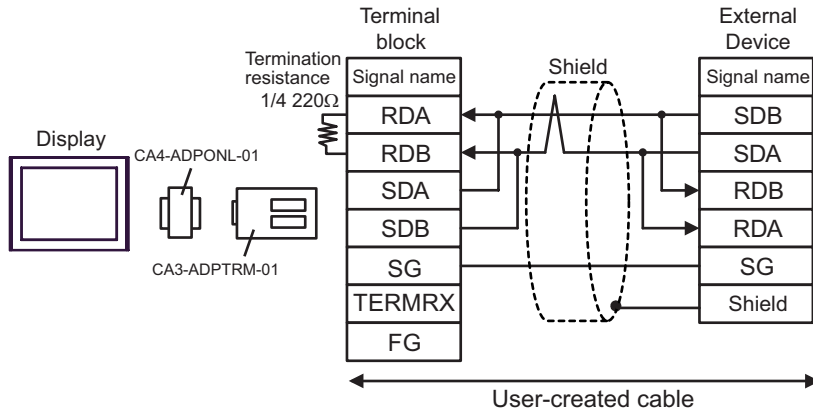 Terminal
block
External
Device
Termination
resistance
1/4 220Ω
Signal name
Shield
Signal name
RDA
SDB
Display
CA4-ADPONL-01
RDB
SDA
SDA
RDB
SDB
RDA
CA3-ADPTRM-01
SG
SG
TERMRX
Shield
FG
User-created cable